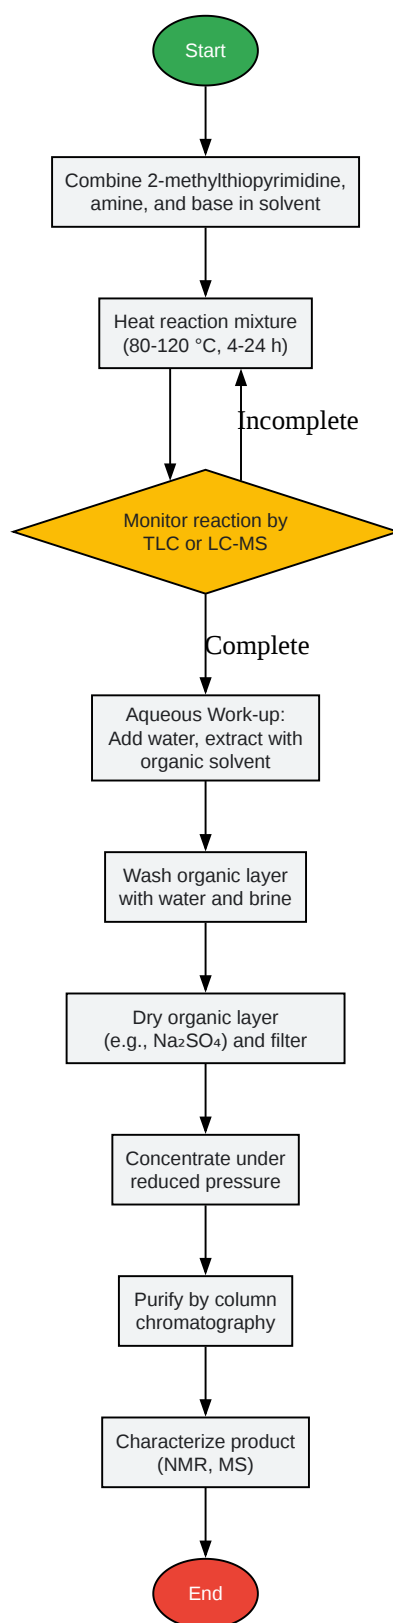 Start
Combine 2-methylthiopyrimidine,
amine, and base in solvent
Heat reaction mixture
(80-120 °C, 4-24 h)
Incomplete
Monitor reaction by
TLC or LC-MS
Complete
Aqueous Work-up:
Add water, extract with
organic solvent
Wash organic layer
with water and brine
Dry organic layer
(e.g., Na₂SO₄) and filter
Concentrate under
reduced pressure
Purify by column
chromatography
Characterize product
(NMR, MS)
End